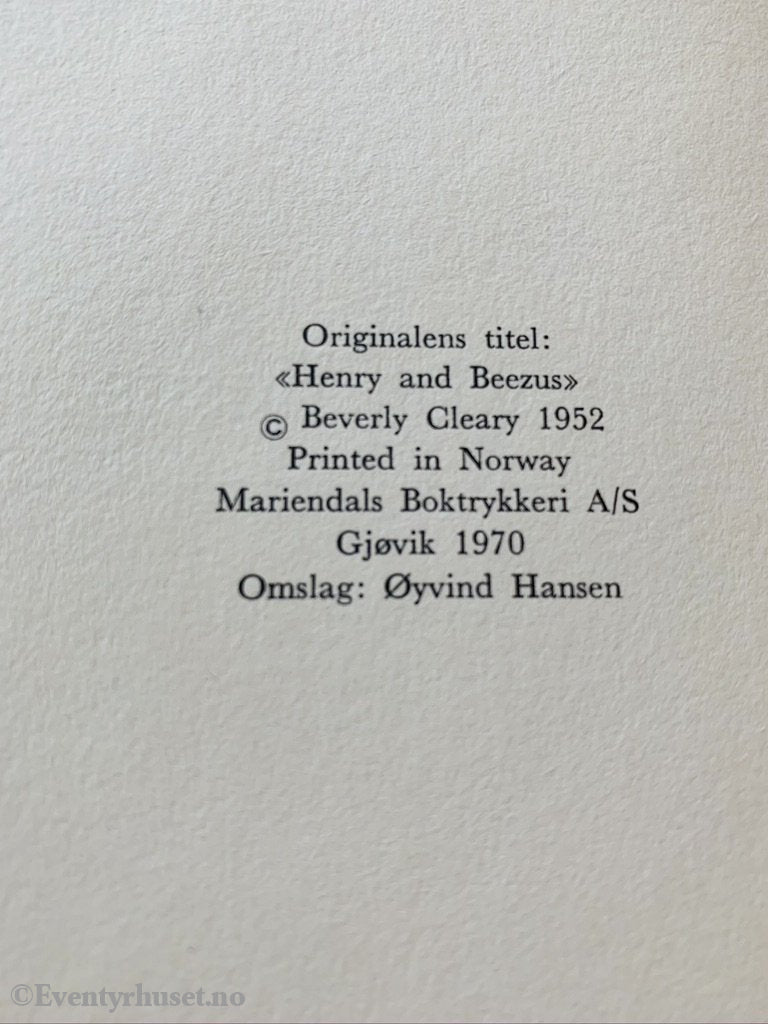 Originalens titel:
«Henry and Beezus»
© Beverly Cleary 1952
Printed in Norway
Mariendals Boktrykkeri A/S
Gjøvik 1970
Omslag: Øyvind Hansen
©Eventyrhuset.no